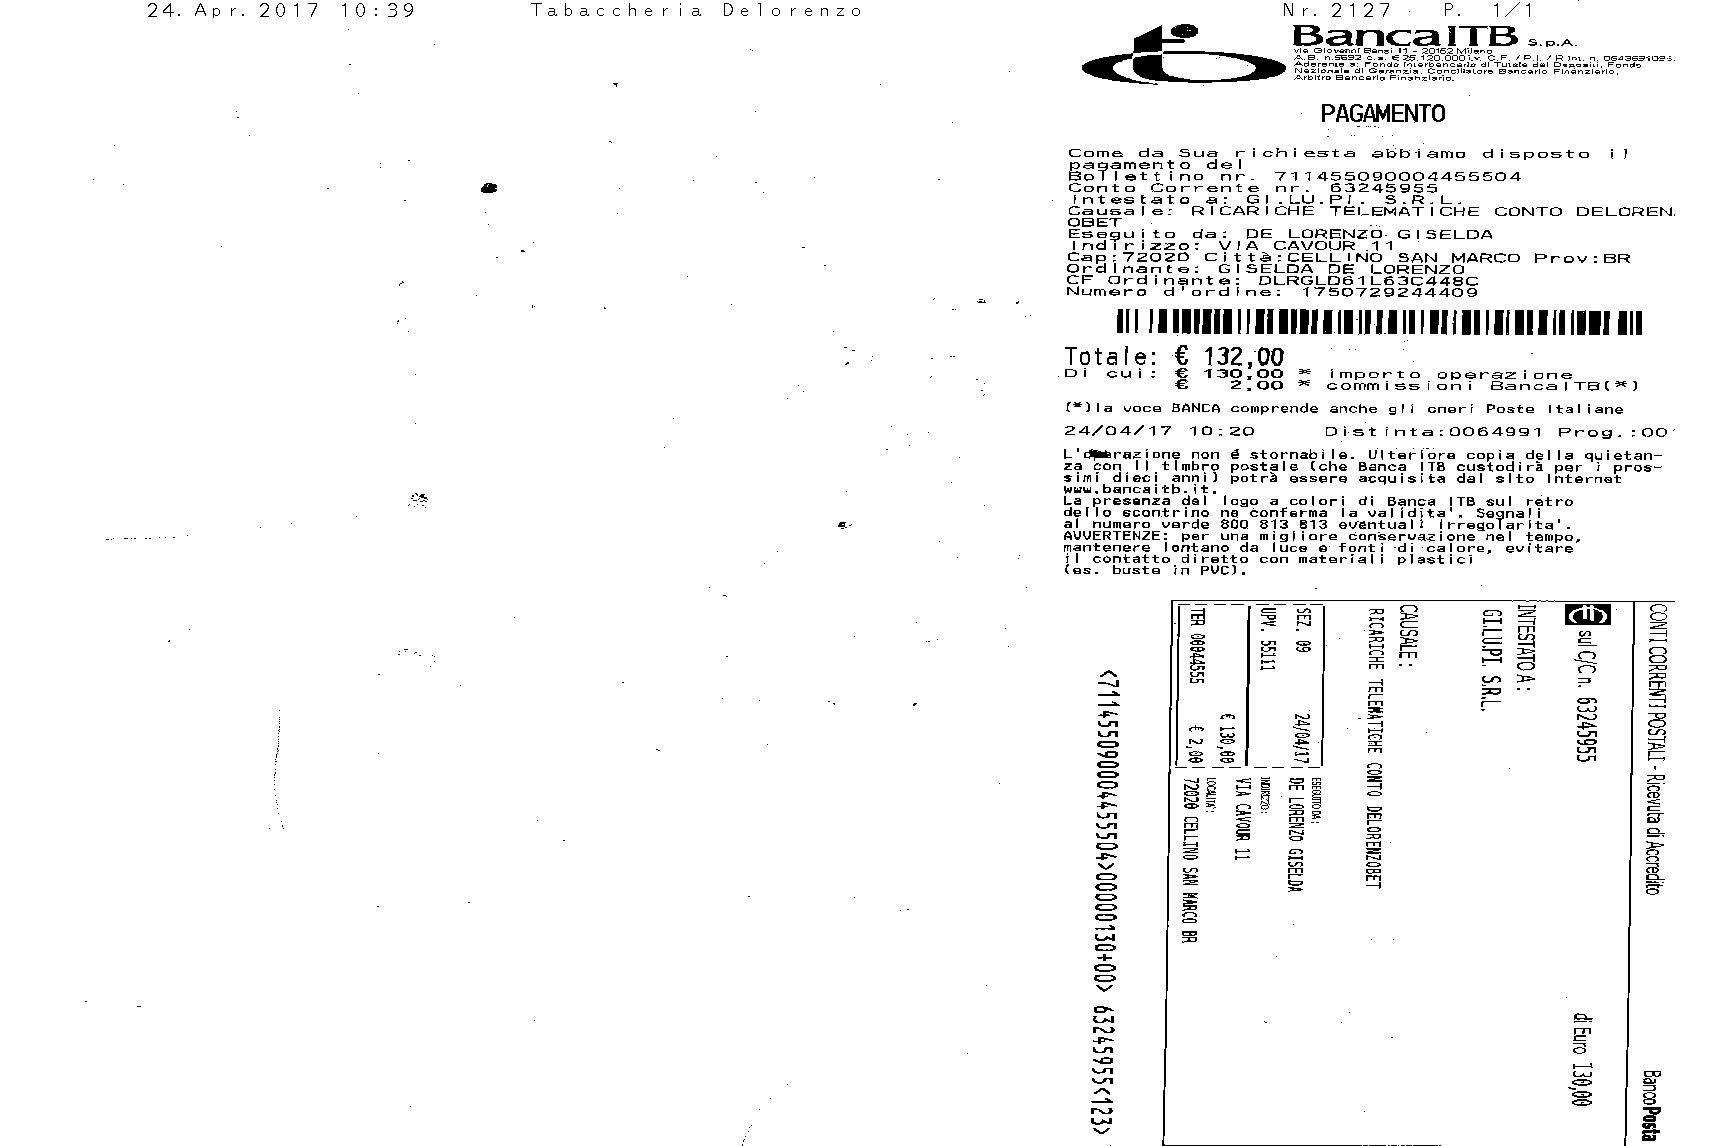 24. Apr. 2017 10:39 Tabaccheria Delorenzo Nr. 2127 P. 1/1
BancaITB S.p.A.
via Giovanni Bensi 11 - 20152 Milano
Aderente a: Fondo Interbancario di Tutela dei Depositi, Fondo
Nazionale di Garanzia, Conciliatore Bancario Finanziario,
Arbitro Bancario Finanziario.
PAGAMENTO
Come da Sua richiesta abbiamo disposto il
pagamento del
Bollettino nr. 711455090004455504
Conto Corrente nr. 63245955
Intestato a: GI.LU.PI. S.R.L.
Causale: RICARICHE TELEMATICHE CONTO DELOREN
OBET
Eseguito da: DE LORENZO GISELDA
Indirizzo: VIA CAVOUR 11
Cap:72020 Città:CELLINO SAN MARCO Prov:BR
Ordinante: GISELDA DE LORENZO
CF Ordinante: DLRGLD61L63C448C
Numero d'ordine: 1750729244409
Totale: € 132,00
Di cui: € 130,00 * importo operazione
€ 2,00 * commissioni BancaITB(*)
(*)la voce BANCA comprende anche gli oneri Poste Italiane
24/04/17 10:20 Distinta:0064991 Prog.:00
L'operazione non é stornabile. Ulteriore copia della quietan-
za con il timbro postale (che Banca ITB custodirà per i pros-
simi dieci anni) potrà essere acquisita dal sito Internet
www.bancaitb.it.
La presenza del logo a colori di Banca ITB sul retro
dello scontrino ne conferma la validita'. Segnali
al numero verde 800 813 813 eventuali irregolarita'.
AVVERTENZE: per una migliore conservazione nel tempo,
mantenere lontano da luce e fonti di calore, evitare
il contatto diretto con materiali plastici
(es. buste in PVC).
CONTI CORRENTI POSTALI - Ricevuta di Accredito BancoPosta
sul C/C n. 63245955 di Euro 130,00
INTESTATO A:
GI.LU.PI. S.R.L.
CAUSALE:
RICARICHE TELEMATICHE CONTO DELORENZOBET
SEZ. 09 24/04/17
UPV. 55111
€ 130,00
TER 00044555 € 2,00
ESEGUITO DA:
DE LORENZO GISELDA
INDIRIZZO:
VIA CAVOUR 11
LOCALITA':
72020 CELLINO SAN MARCO BR
<711455090004455504>00000130+00> 63245955<123>